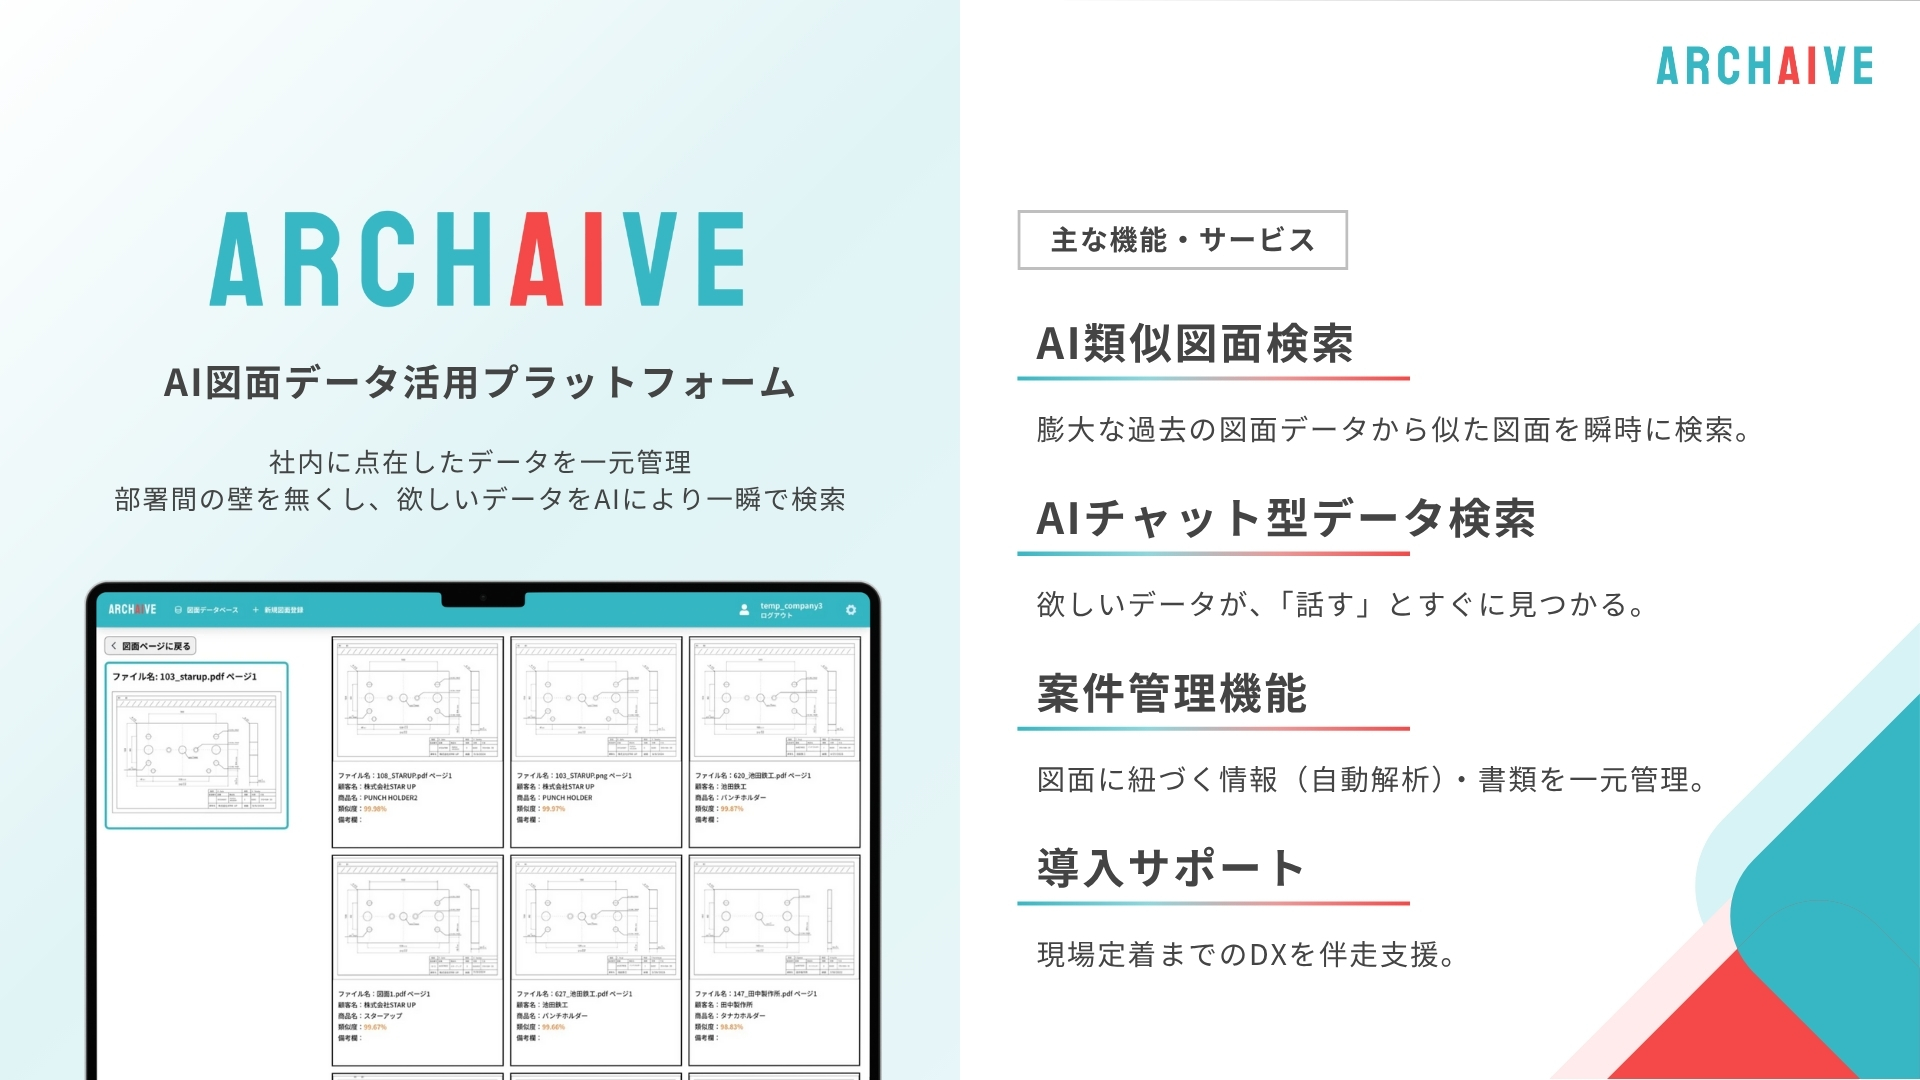 ARCHAIVE
AI図面データ活用プラットフォーム
社内に点在したデータを一元管理
部署間の壁を無くし、欲しいデータをAIにより一瞬で検索
ARCHAIVE
図面データベース
+ 新規図面登録
temp_company3
ログアウト
図面ページに戻る
ファイル名: 103_starup.pdf ページ1
ファイル名：108_STARUP.pdf ページ1
顧客名：株式会社STAR UP
商品名：PUNCH HOLDER2
類似度：99.98%
備考欄：
ファイル名：103_STARUP.png ページ1
顧客名：株式会社STAR UP
商品名：PUNCH HOLDER
類似度：99.97%
備考欄：
ファイル名：620_池田鉄工.pdf ページ1
顧客名：池田鉄工
商品名：パンチホルダー
類似度：99.87%
備考欄：
ファイル名：図面1.pdf ページ1
顧客名：株式会社STAR UP
商品名：スターアップ
類似度：99.67%
備考欄：
ファイル名：627_池田鉄工.pdf ページ1
顧客名：池田鉄工
商品名：パンチホルダー
類似度：99.66%
備考欄：
ファイル名：147_田中製作所.pdf ページ1
顧客名：田中製作所
商品名：タナカホルダー
類似度：98.83%
備考欄：
ARCHAIVE
主な機能・サービス
AI類似図面検索
膨大な過去の図面データから似た図面を瞬時に検索。
AIチャット型データ検索
欲しいデータが、「話す」とすぐに見つかる。
案件管理機能
図面に紐づく情報（自動解析）・書類を一元管理。
導入サポート
現場定着までのDXを伴走支援。